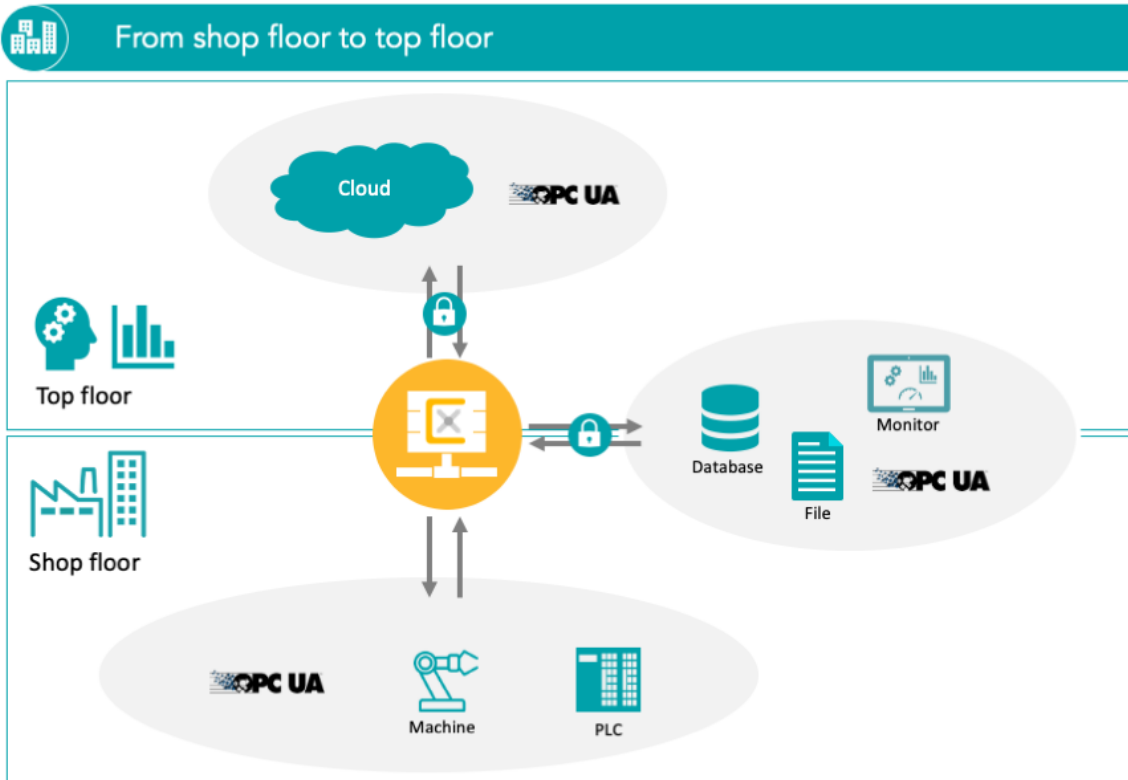 From shop floor to top floor
Cloud
OPC UA
Top floor
Monitor
Database
OPC UA
File
Shop floor
OPC UA
Machine
PLC